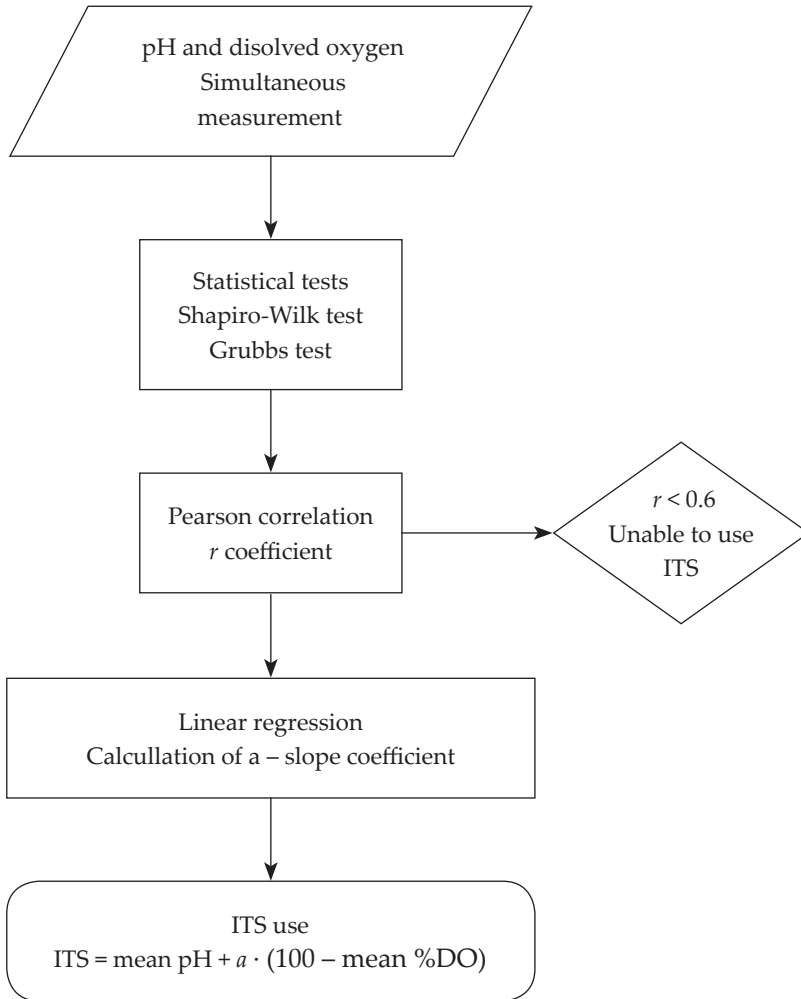 pH and disolved oxygen
Simultaneous
measurement
Statistical tests
Shapiro-Wilk test
Grubbs test
Pearson correlation
r coefficient
r < 0.6
Unable to use
ITS
Linear regression
Calcullation of a – slope coefficient
ITS use
ITS = mean pH + a · (100 – mean %DO)